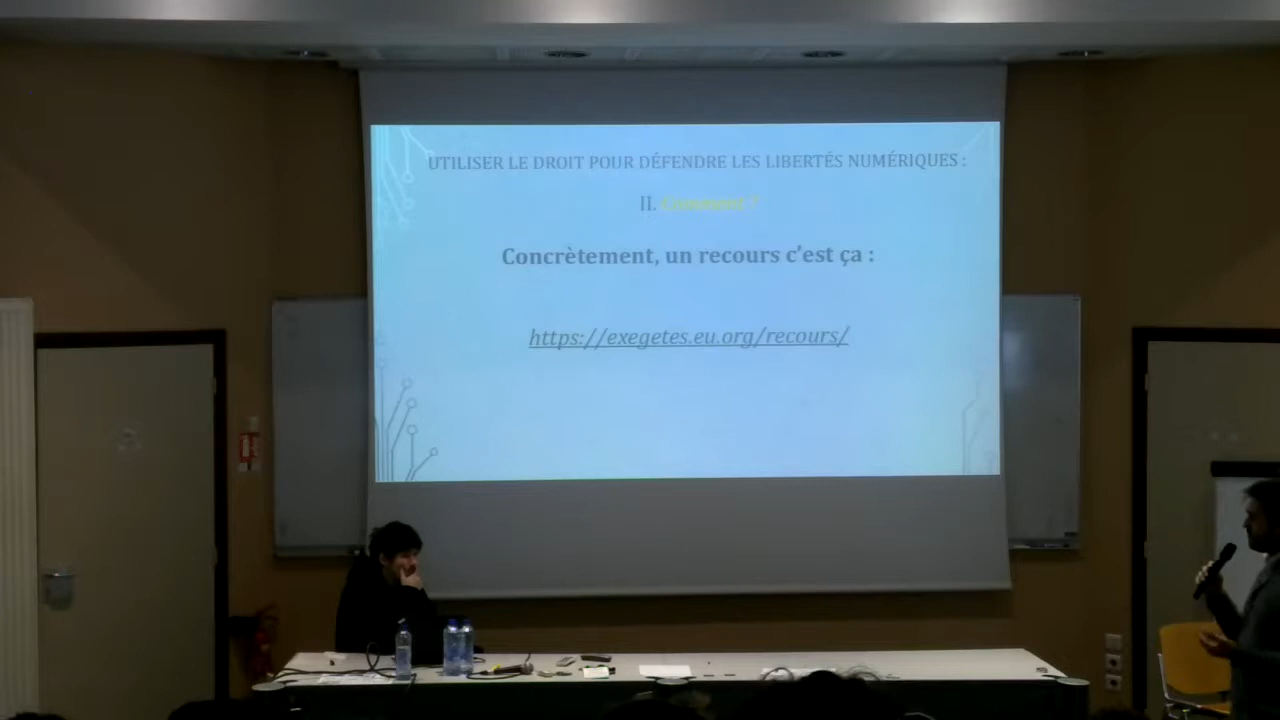 UTILISER LE DROIT POUR DÉFENDRE LES LIBERTÉS NUMÉRIQUES :
II. Comment ?
Concrètement, un recours c'est ça :
https://exegetes.eu.org/recours/